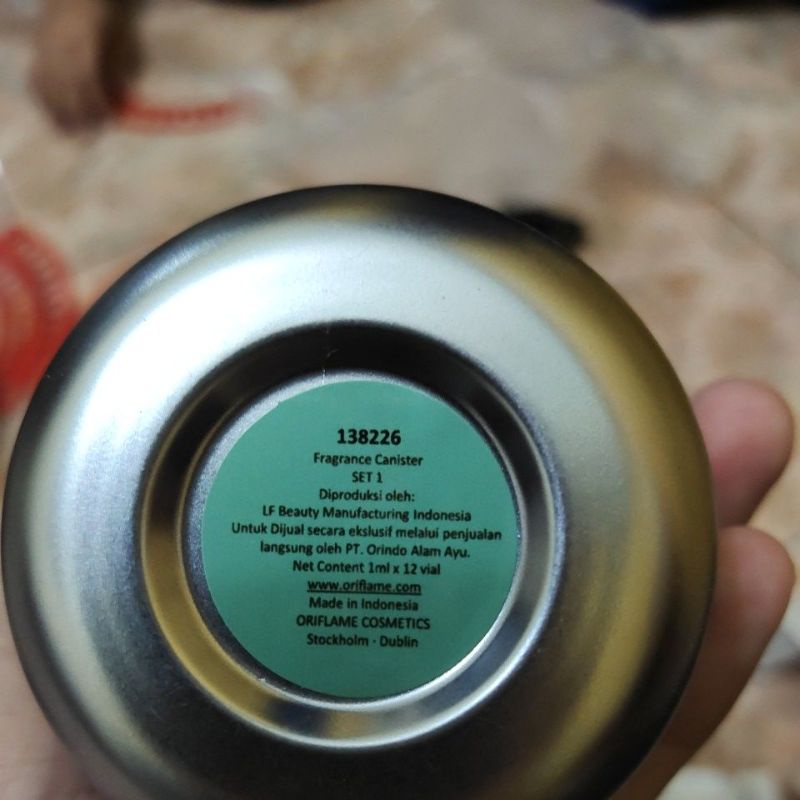 138226
Fragrance Canister
SET 1
Diproduksi oleh:
LF Beauty Manufacturing Indonesia
Untuk Dijual secara ekslusif melalui penjualan
langsung oleh PT. Orindo Alam Ayu.
Net Content 1ml x 12 vial
www.oriflame.com
Made in Indonesia
ORIFLAME COSMETICS
Stockholm · Dublin